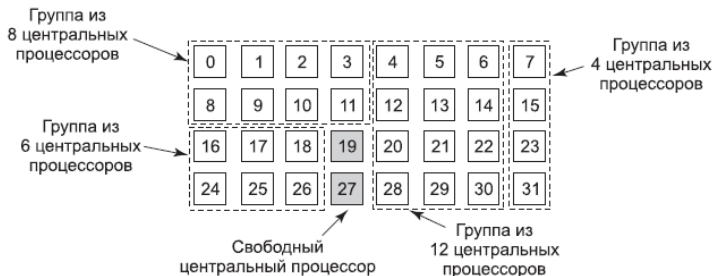 Группа из
8 центральных
процессоров
0 1 2 3 4 5 6 7
Группа из
4 центральных
процессоров
8 9 10 11 12 13 14 15
Группа из
6 центральных
процессоров
16 17 18 19 20 21 22 23
24 25 26 27 28 29 30 31
Свободный
центральный процессор
Группа из
12 центральных
процессоров